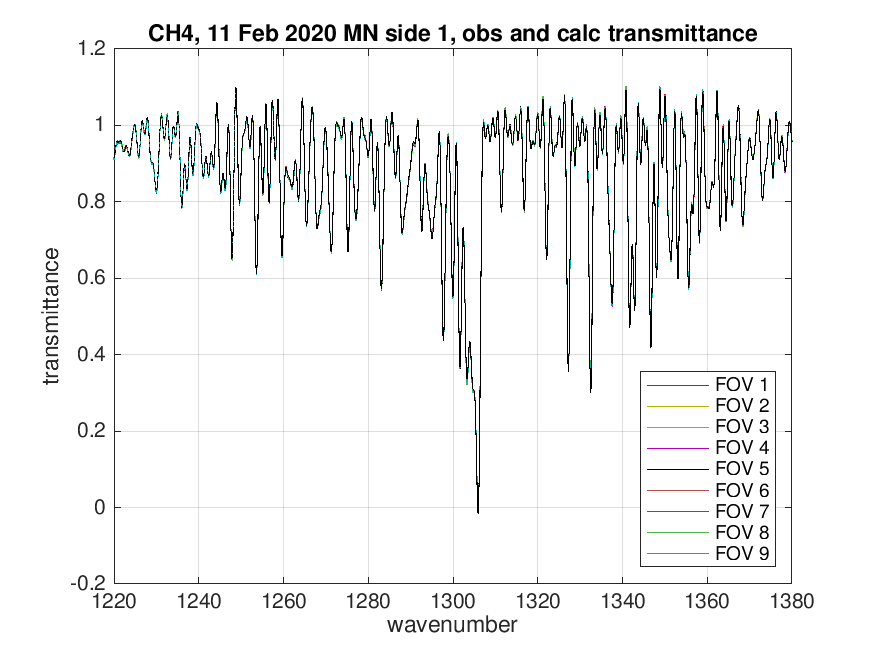 CH4, 11 Feb 2020 MN side 1, obs and calc transmittance
1.2
1
0.8
0.6
0.4
0.2
0
-0.2
transmittance
1220 1240 1260 1280 1300 1320 1340 1360 1380
wavenumber
FOV 1
FOV 2
FOV 3
FOV 4
FOV 5
FOV 6
FOV 7
FOV 8
FOV 9